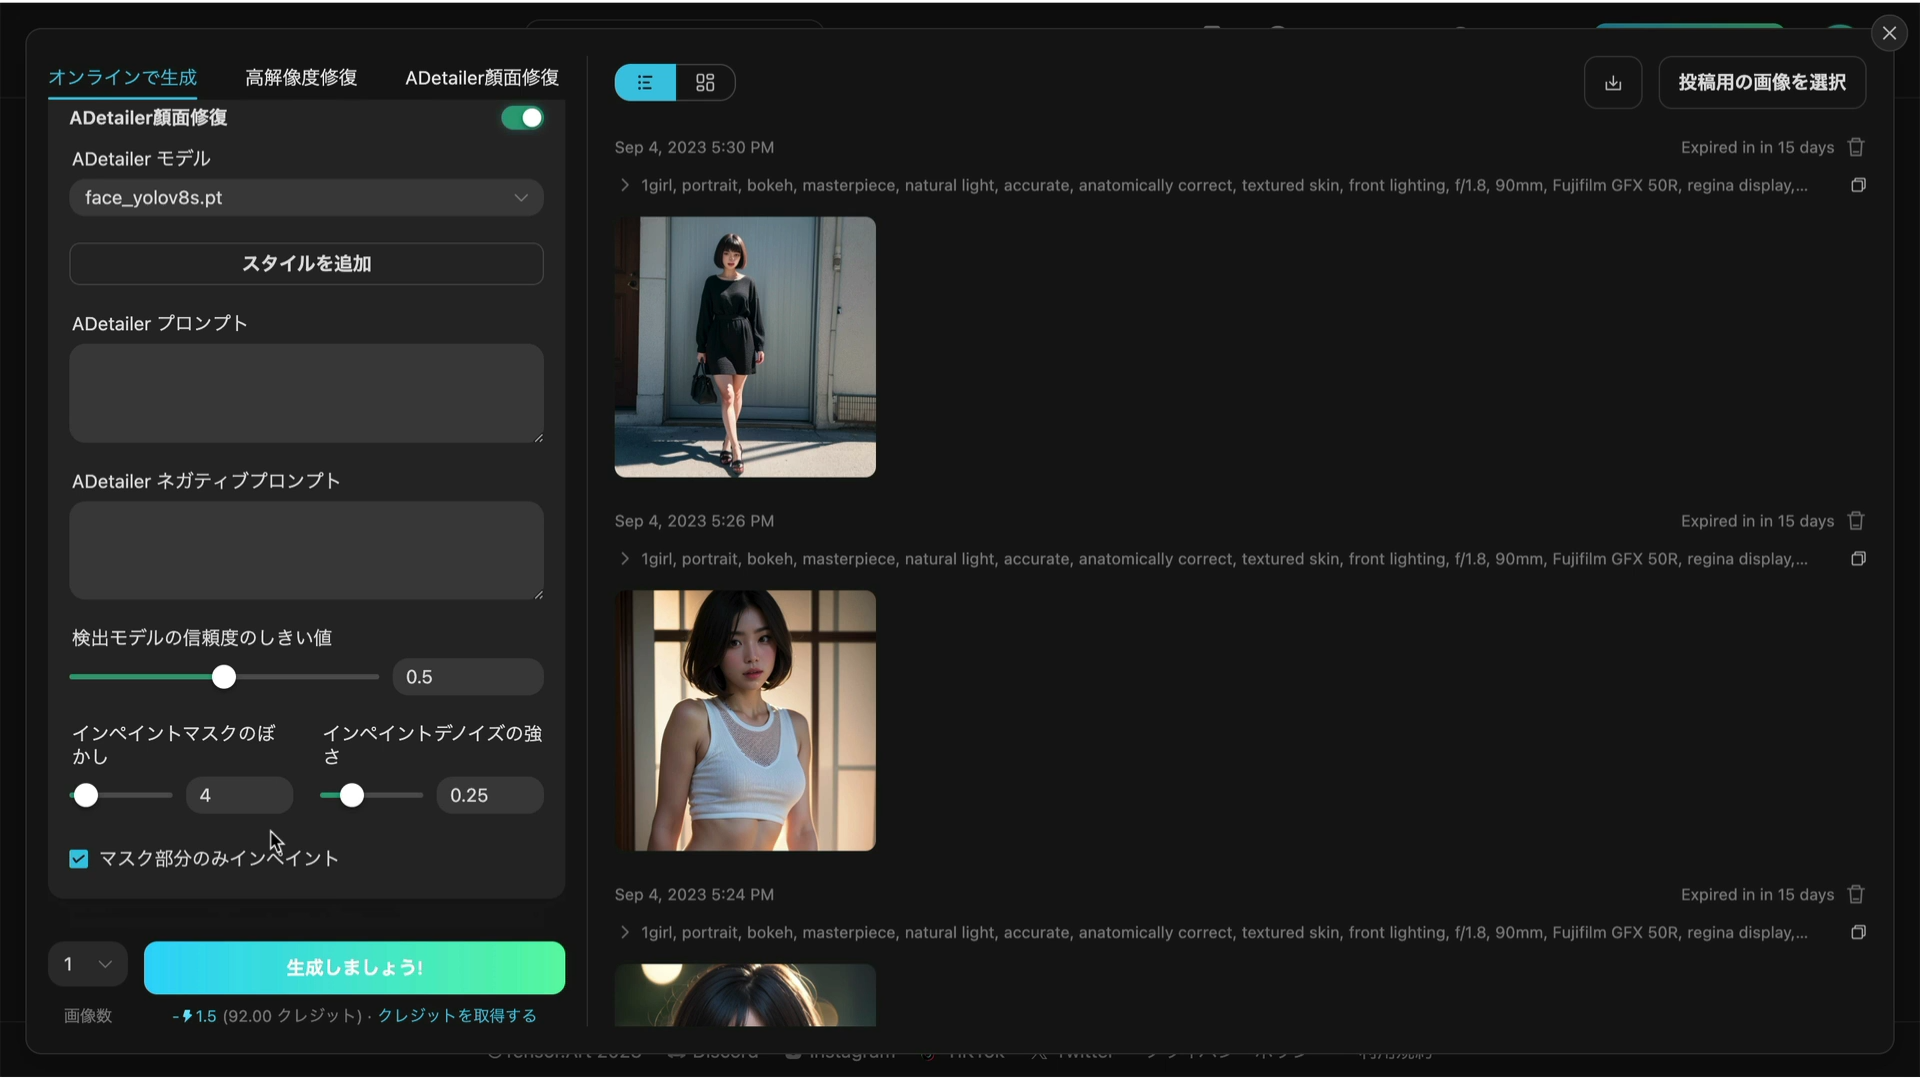 オンラインで生成
高解像度修復
ADetailer顔面修復
ADetailer顔面修復
ADetailer モデル
face_yolov8s.pt
スタイルを追加
ADetailer プロンプト
ADetailer ネガティブプロンプト
検出モデルの信頼度のしきい値
0.5
インペイントマスクのぼ
かし
4
インペイントデノイズの強
さ
0.25
マスク部分のみインペイント
1
画像数
生成しましょう!
-1.5 (92.00 クレジット) · クレジットを取得する
投稿用の画像を選択
Sep 4, 2023 5:30 PM
Expired in in 15 days
1girl, portrait, bokeh, masterpiece, natural light, accurate, anatomically correct, textured skin, front lighting, f/1.8, 90mm, Fujifilm GFX 50R, regina display,...
Sep 4, 2023 5:26 PM
Expired in in 15 days
1girl, portrait, bokeh, masterpiece, natural light, accurate, anatomically correct, textured skin, front lighting, f/1.8, 90mm, Fujifilm GFX 50R, regina display,...
Sep 4, 2023 5:24 PM
Expired in in 15 days
1girl, portrait, bokeh, masterpiece, natural light, accurate, anatomically correct, textured skin, front lighting, f/1.8, 90mm, Fujifilm GFX 50R, regina display,...